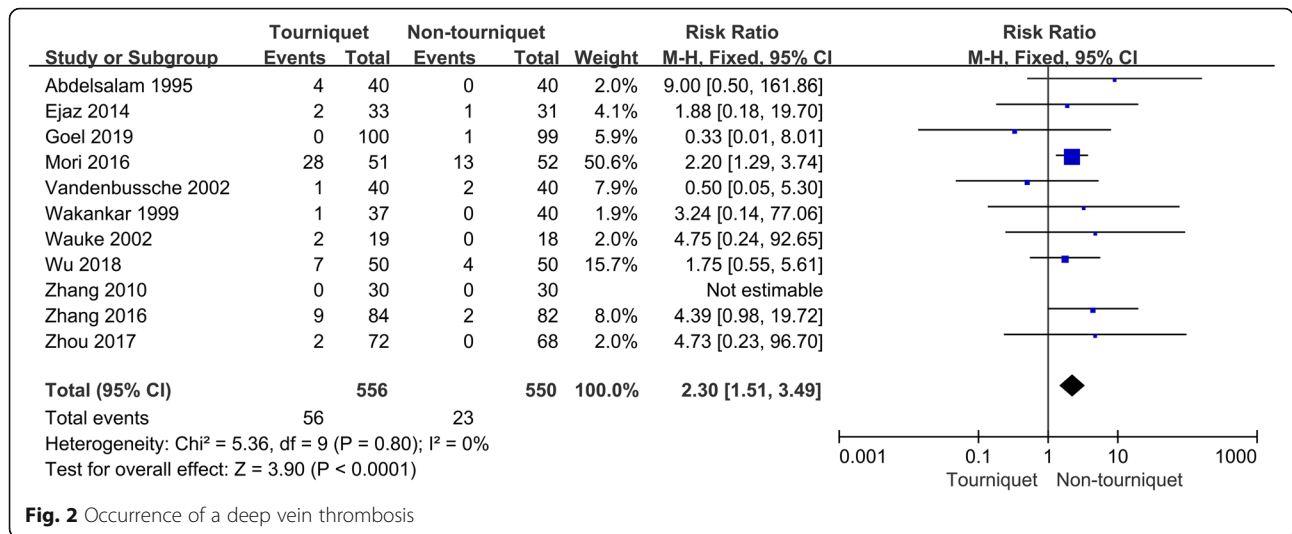 Tourniquet Non-tourniquet Risk Ratio Risk Ratio
Study or Subgroup Events Total Events Total Weight M-H, Fixed, 95% CI M-H, Fixed, 95% CI
Abdelsalam 1995 4 40 0 40 2.0% 9.00 [0.50, 161.86]
Ejaz 2014 2 33 1 31 4.1% 1.88 [0.18, 19.70]
Goel 2019 0 100 1 99 5.9% 0.33 [0.01, 8.01]
Mori 2016 28 51 13 52 50.6% 2.20 [1.29, 3.74]
Vandenbussche 2002 1 40 2 40 7.9% 0.50 [0.05, 5.30]
Wakankar 1999 1 37 0 40 1.9% 3.24 [0.14, 77.06]
Wauke 2002 2 19 0 18 2.0% 4.75 [0.24, 92.65]
Wu 2018 7 50 4 50 15.7% 1.75 [0.55, 5.61]
Zhang 2010 0 30 0 30 Not estimable
Zhang 2016 9 84 2 82 8.0% 4.39 [0.98, 19.72]
Zhou 2017 2 72 0 68 2.0% 4.73 [0.23, 96.70]
Total (95% CI) 556 550 100.0% 2.30 [1.51, 3.49]
Total events 56 23
Heterogeneity: Chi² = 5.36, df = 9 (P = 0.80); I² = 0%
Test for overall effect: Z = 3.90 (P < 0.0001)
0.001 0.1 1 10 1000
Tourniquet Non-tourniquet
Fig. 2 Occurrence of a deep vein thrombosis